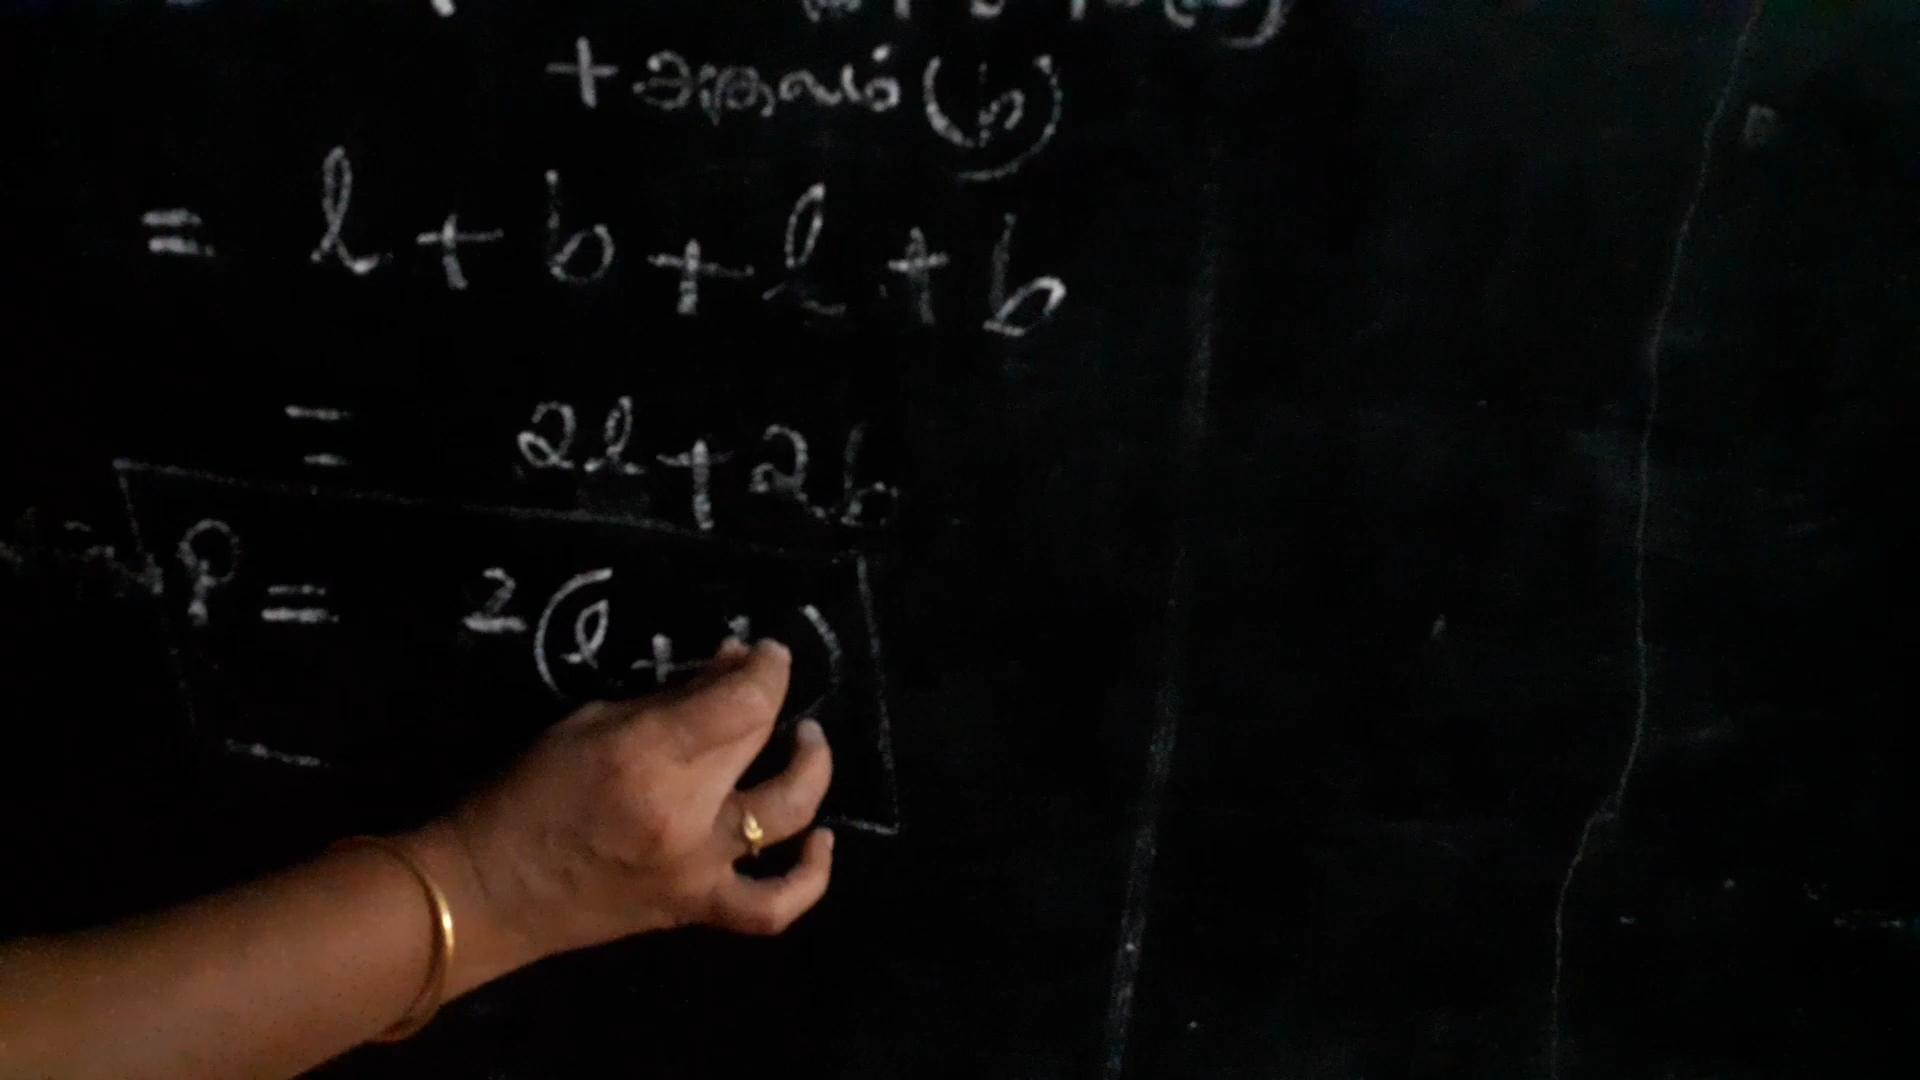 + அகலம் (b)
= l + b + l + b
= 2l + 2b
P = 2(l +    )